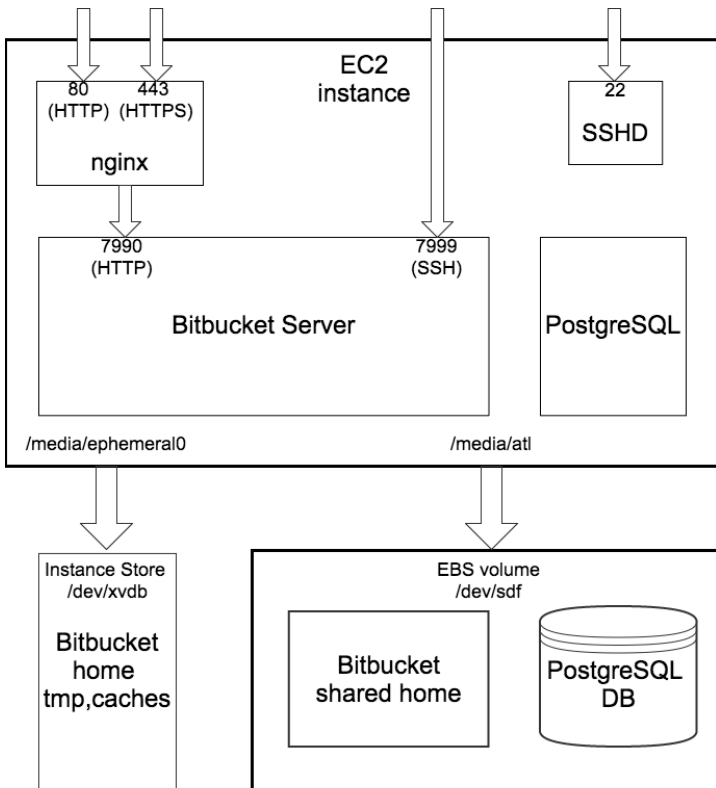 EC2
instance
80
(HTTP)
443
(HTTPS)
nginx
22
SSHD
7990
(HTTP)
7999
(SSH)
Bitbucket Server
PostgreSQL
/media/ephemeral0
/media/atl
Instance Store
/dev/xvdb
Bitbucket
home
tmp,caches
EBS volume
/dev/sdf
Bitbucket
shared home
PostgreSQL
DB